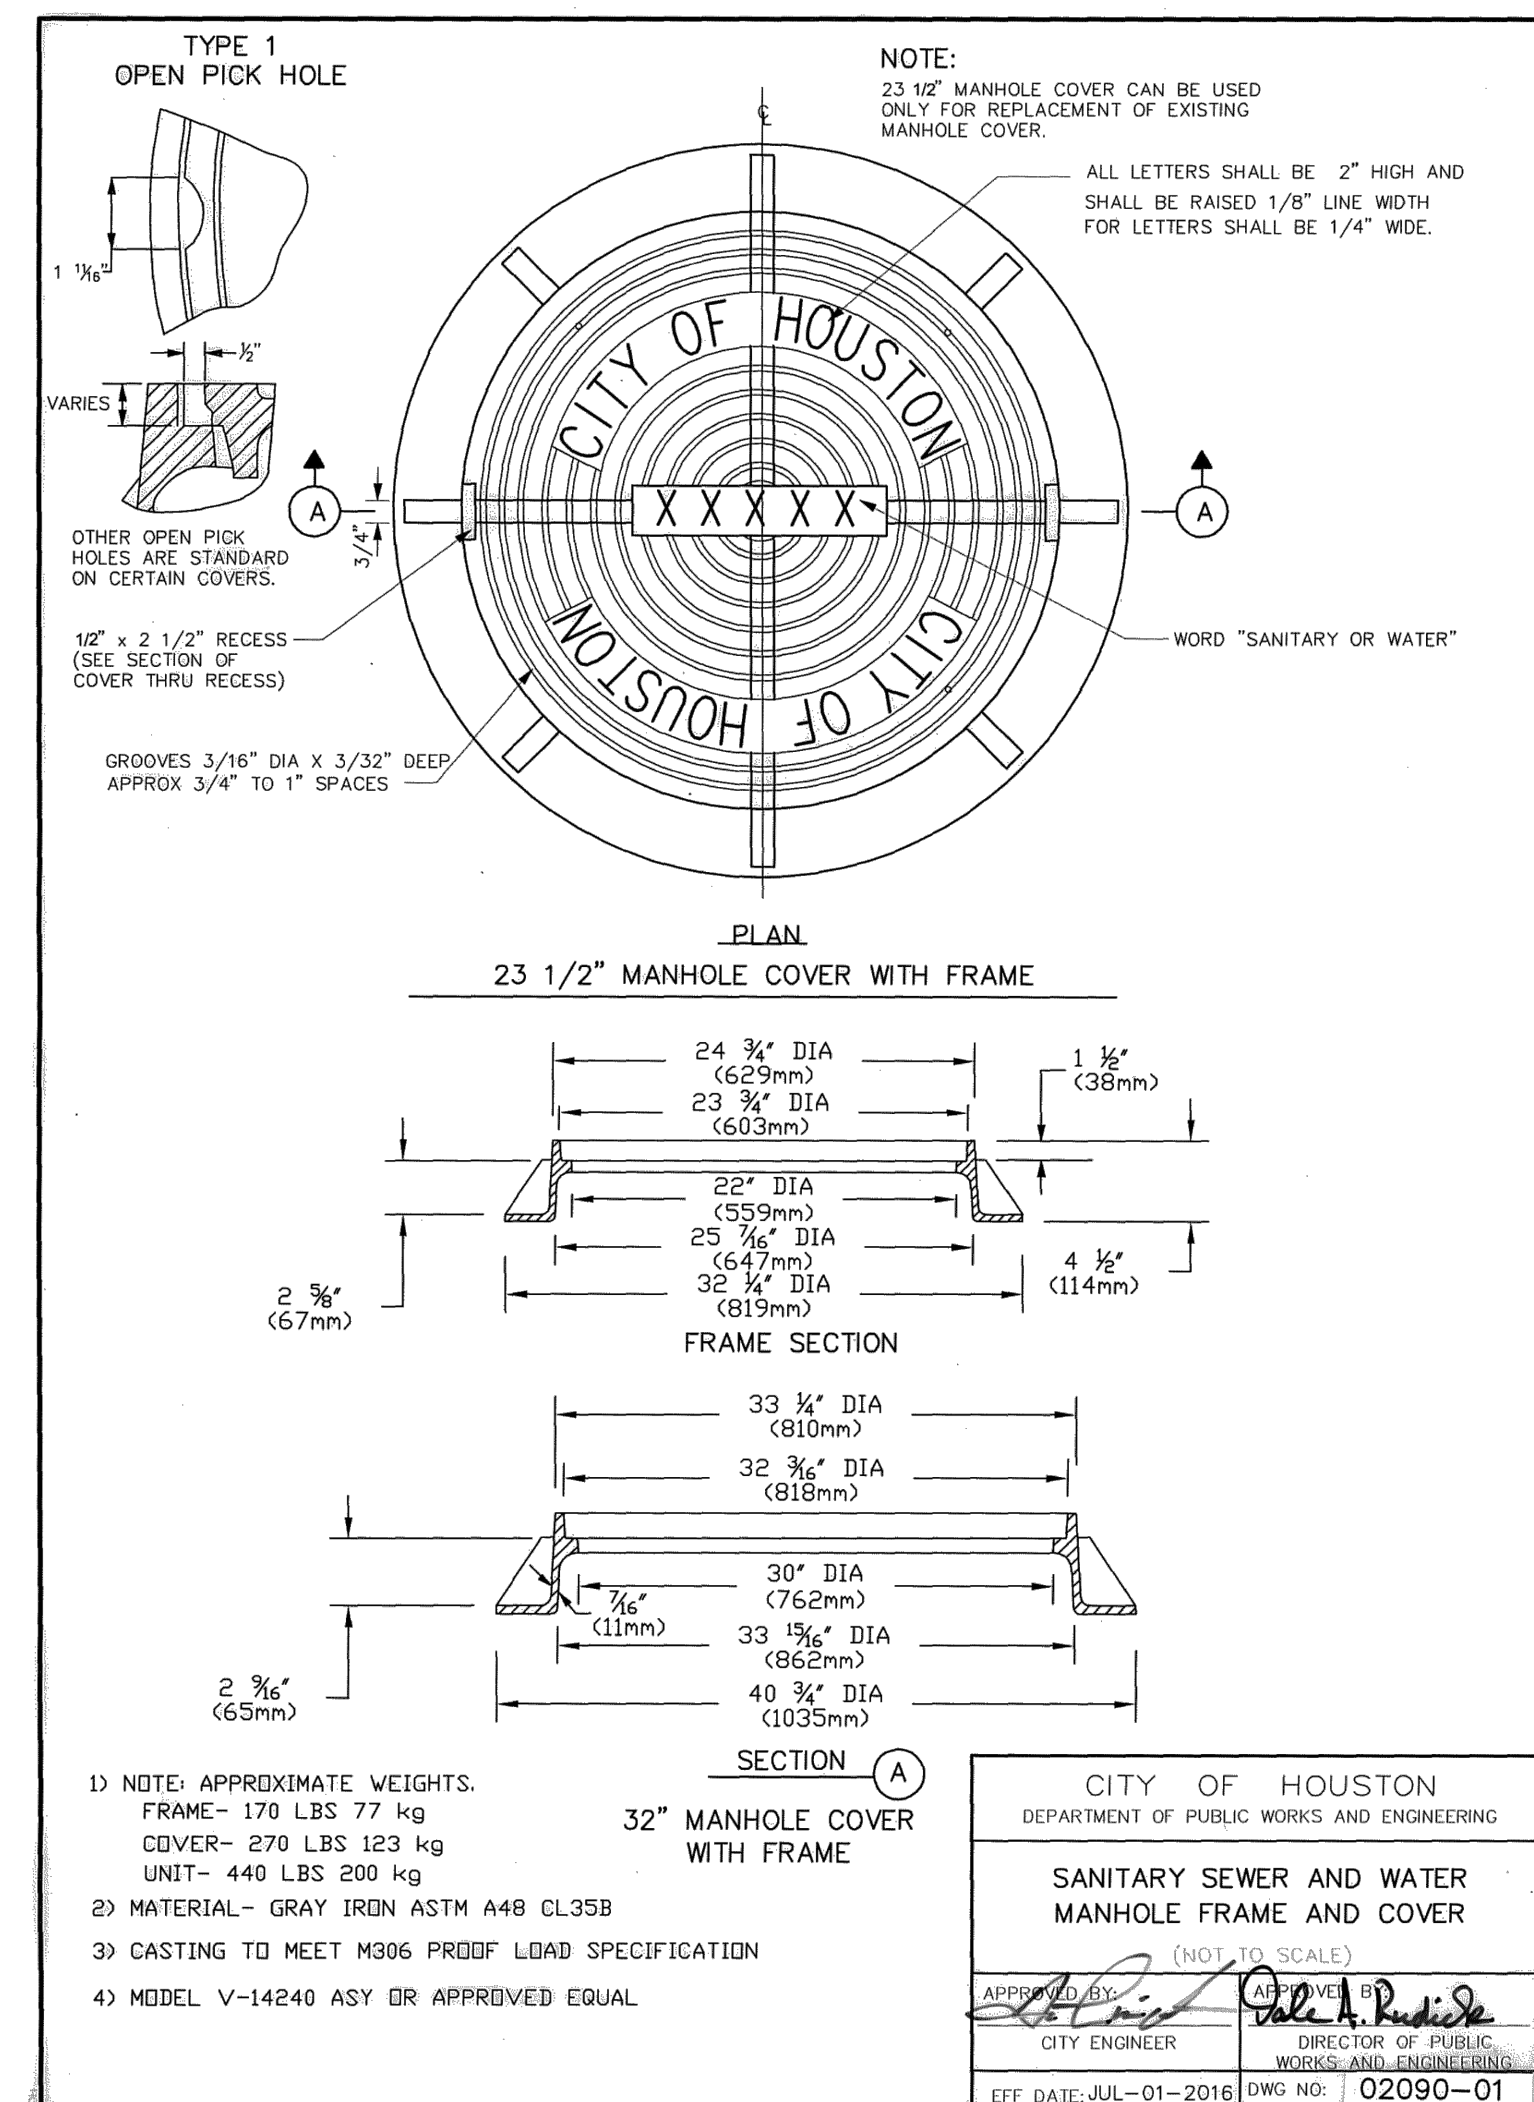 TYPE 1
OPEN PICK HOLE
NOTE:
23 1/2" MANHOLE COVER CAN BE USED
ONLY FOR REPLACEMENT OF EXISTING
MANHOLE COVER.
℄
ALL LETTERS SHALL BE 2" HIGH AND
SHALL BE RAISED 1/8" LINE WIDTH
FOR LETTERS SHALL BE 1/4" WIDE.
1 11/16"
1/2"
VARIES
CITY OF HOUSTON
A
3/4"
X X X X X
A
OTHER OPEN PICK
HOLES ARE STANDARD
ON CERTAIN COVERS.
1/2" x 2 1/2" RECESS
(SEE SECTION OF
COVER THRU RECESS)
WORD "SANITARY OR WATER"
CITY OF HOUSTON
GROOVES 3/16" DIA X 3/32" DEEP
APPROX 3/4" TO 1" SPACES
PLAN
23 1/2" MANHOLE COVER WITH FRAME
24 3/4" DIA
(629mm)
1 1/2"
(38mm)
23 3/4" DIA
(603mm)
22" DIA
(559mm)
25 7/16" DIA
(647mm)
4 1/2"
(114mm)
32 1/4" DIA
(819mm)
2 5/8"
(67mm)
FRAME SECTION
33 1/4" DIA
(810mm)
32 3/16" DIA
(818mm)
30" DIA
(762mm)
7/16"
(11mm)
33 15/16" DIA
(862mm)
2 9/16"
(65mm)
40 3/4" DIA
(1035mm)
SECTION A
32" MANHOLE COVER
WITH FRAME
1) NOTE: APPROXIMATE WEIGHTS.
FRAME- 170 LBS 77 kg
COVER- 270 LBS 123 kg
UNIT- 440 LBS 200 kg
2) MATERIAL- GRAY IRON ASTM A48 CL35B
3) CASTING TO MEET M306 PROOF LOAD SPECIFICATION
4) MODEL V-14240 ASY OR APPROVED EQUAL
CITY OF HOUSTON
DEPARTMENT OF PUBLIC WORKS AND ENGINEERING
SANITARY SEWER AND WATER
MANHOLE FRAME AND COVER
(NOT TO SCALE)
APPROVED BY:
CITY ENGINEER
APPROVED BY:
Dale A. Rudick
DIRECTOR OF PUBLIC
WORKS AND ENGINEERING
EFF DATE: JUL-01-2016
DWG NO: 02090-01